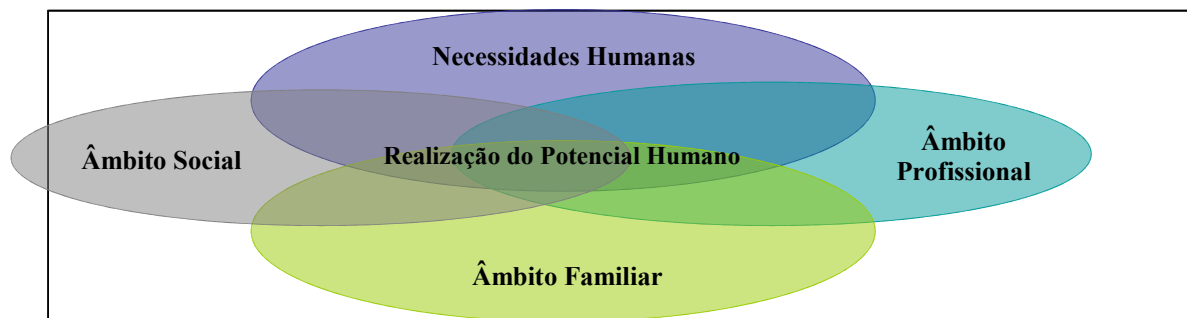 Necessidades Humanas
Âmbito Social
Realização do Potencial Humano
Âmbito
Profissional
Âmbito Familiar